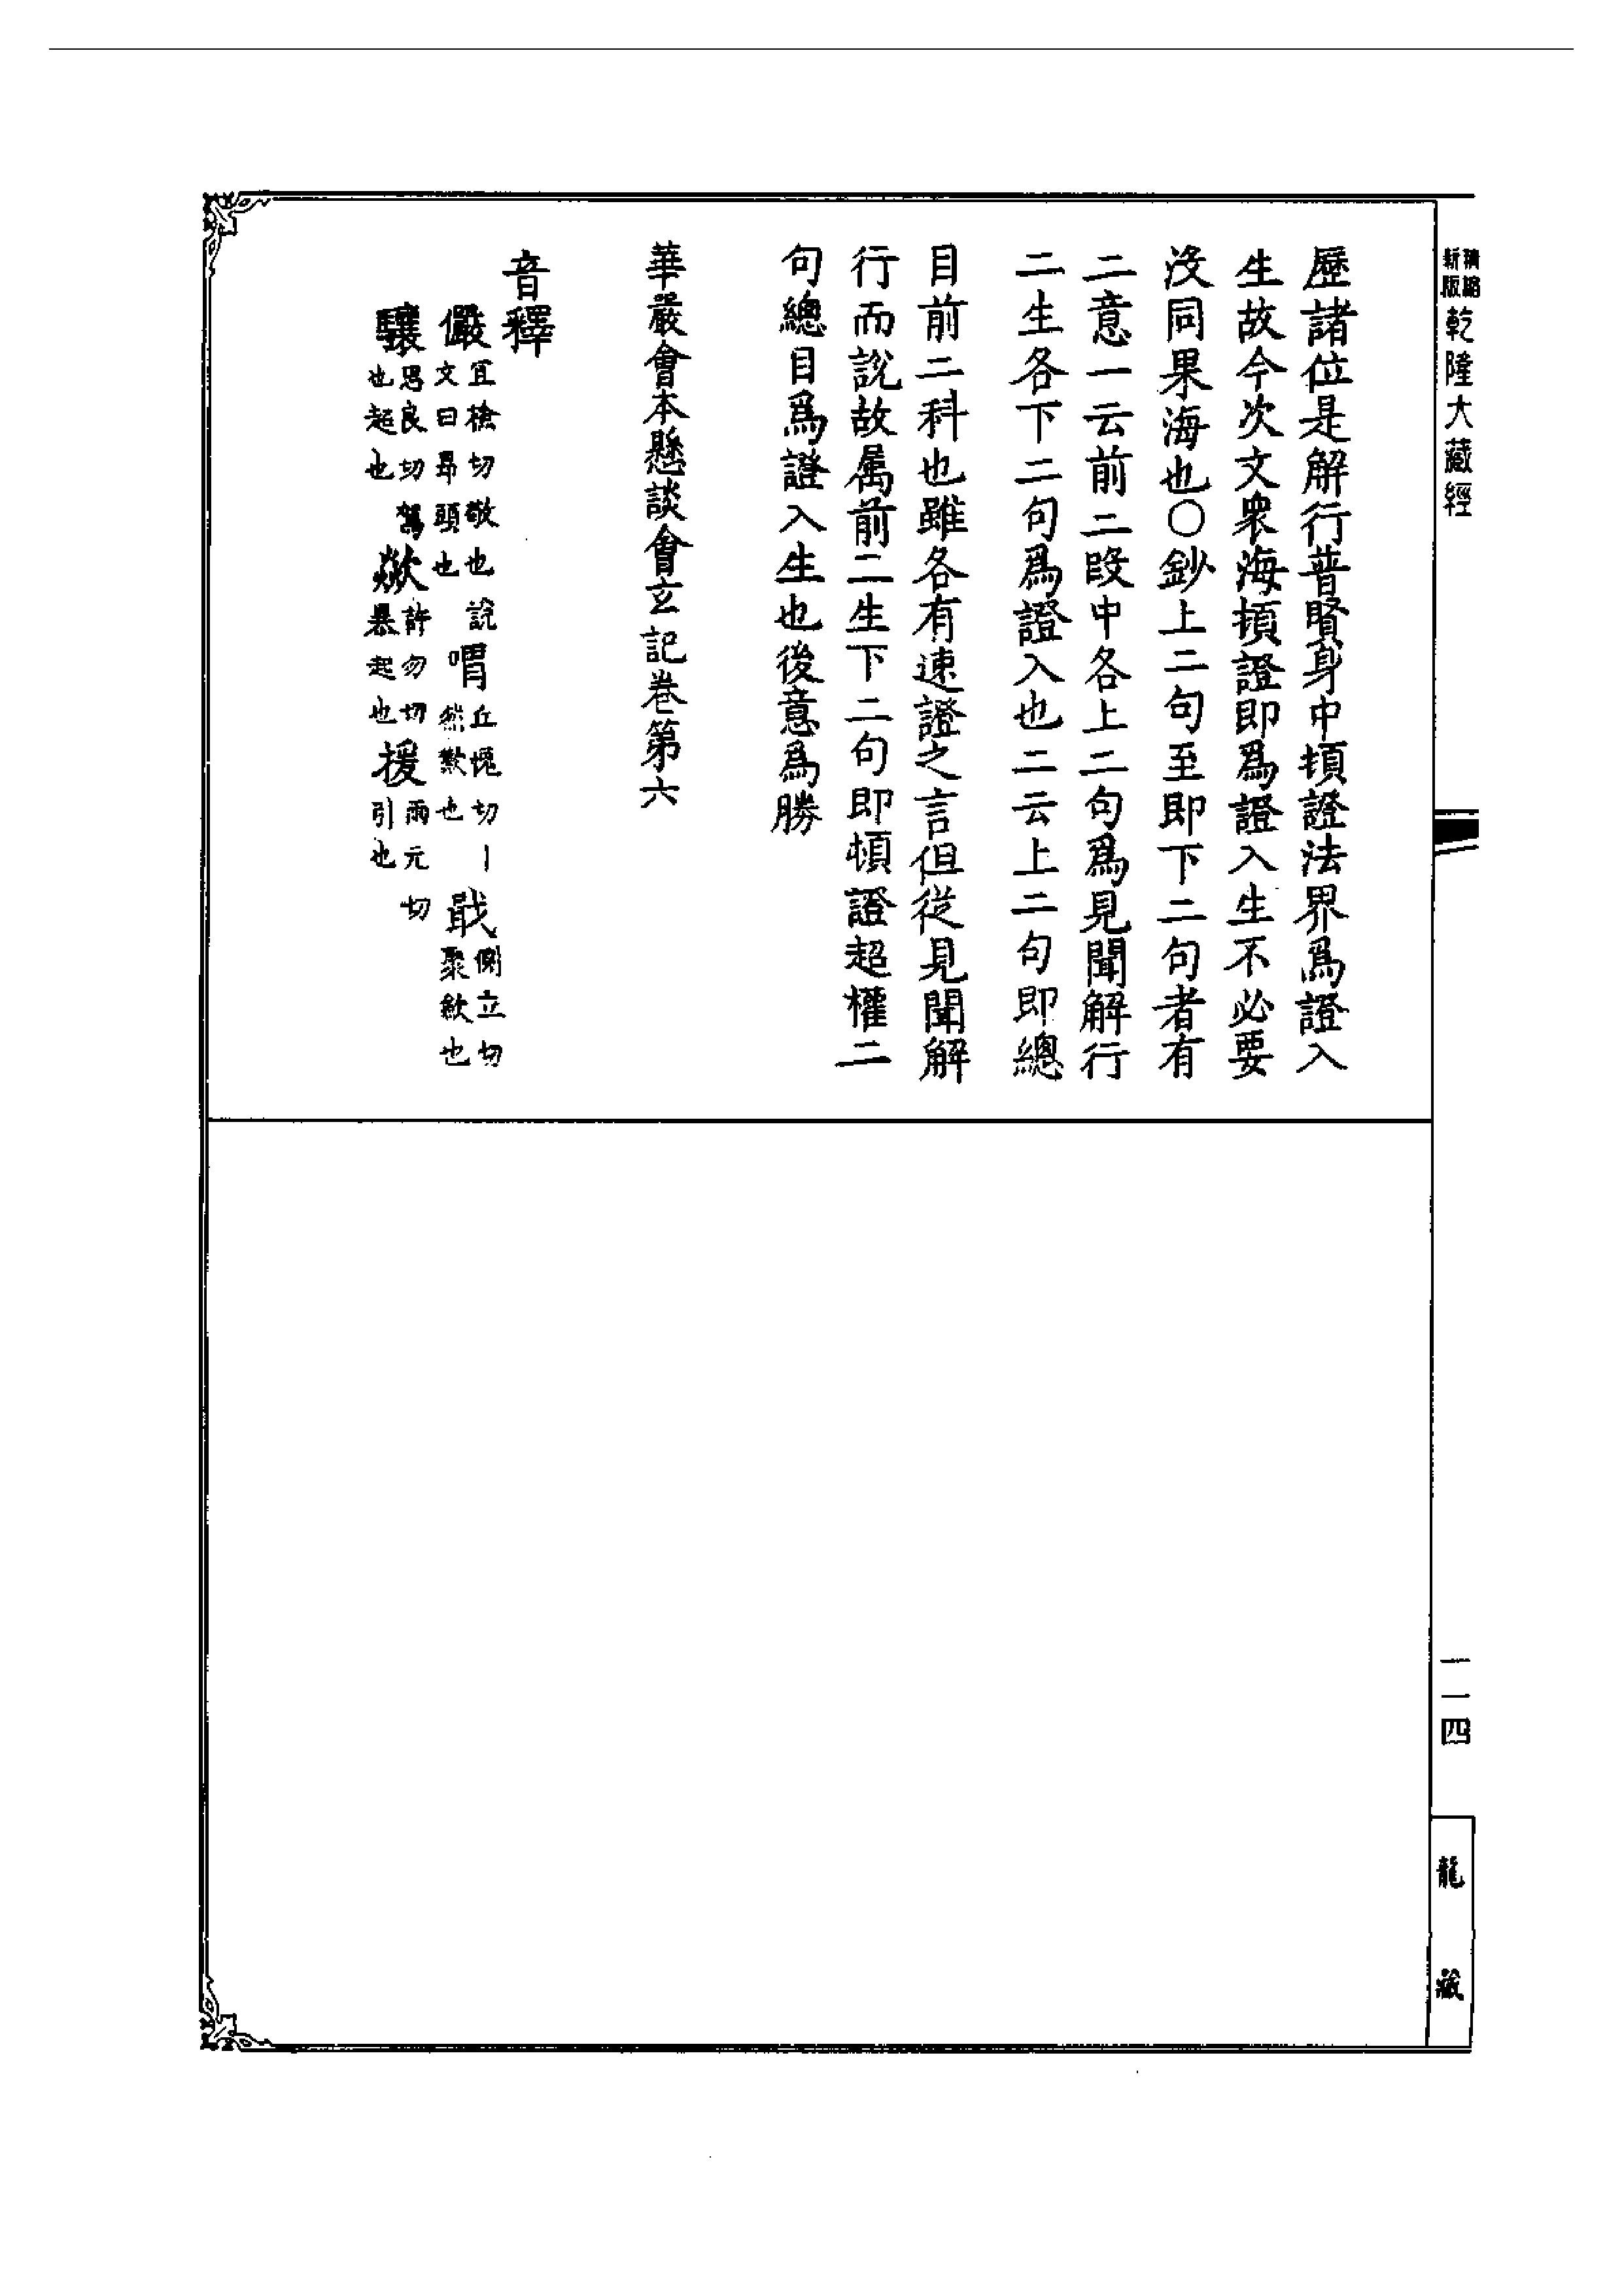 新版
精縮
乾隆大藏經
歷諸位是解行普賢身中頓證法界爲證入
生故今次文衆海頓證即爲證入生不必要
沒同果海也〇鈔上二句至即下二句者有
二意一云前二段中各上二句爲見聞解行
二生各下二句爲證入也二云上二句即總
目前二科也雖各有速證之言但從見聞解
行而說故属前二生下二句即頓證超權二
句總目爲證入生也後意爲勝
華嚴會本懸談會玄記卷第六
音釋
儼 宜檢切敬也說文曰昂頭也 喟 丘愧切丨然歎也 戢 側立切聚斂也
驤 思良切駕也起也 欻 許勿切暴起也 援 雨元切引也
一一四
龍藏